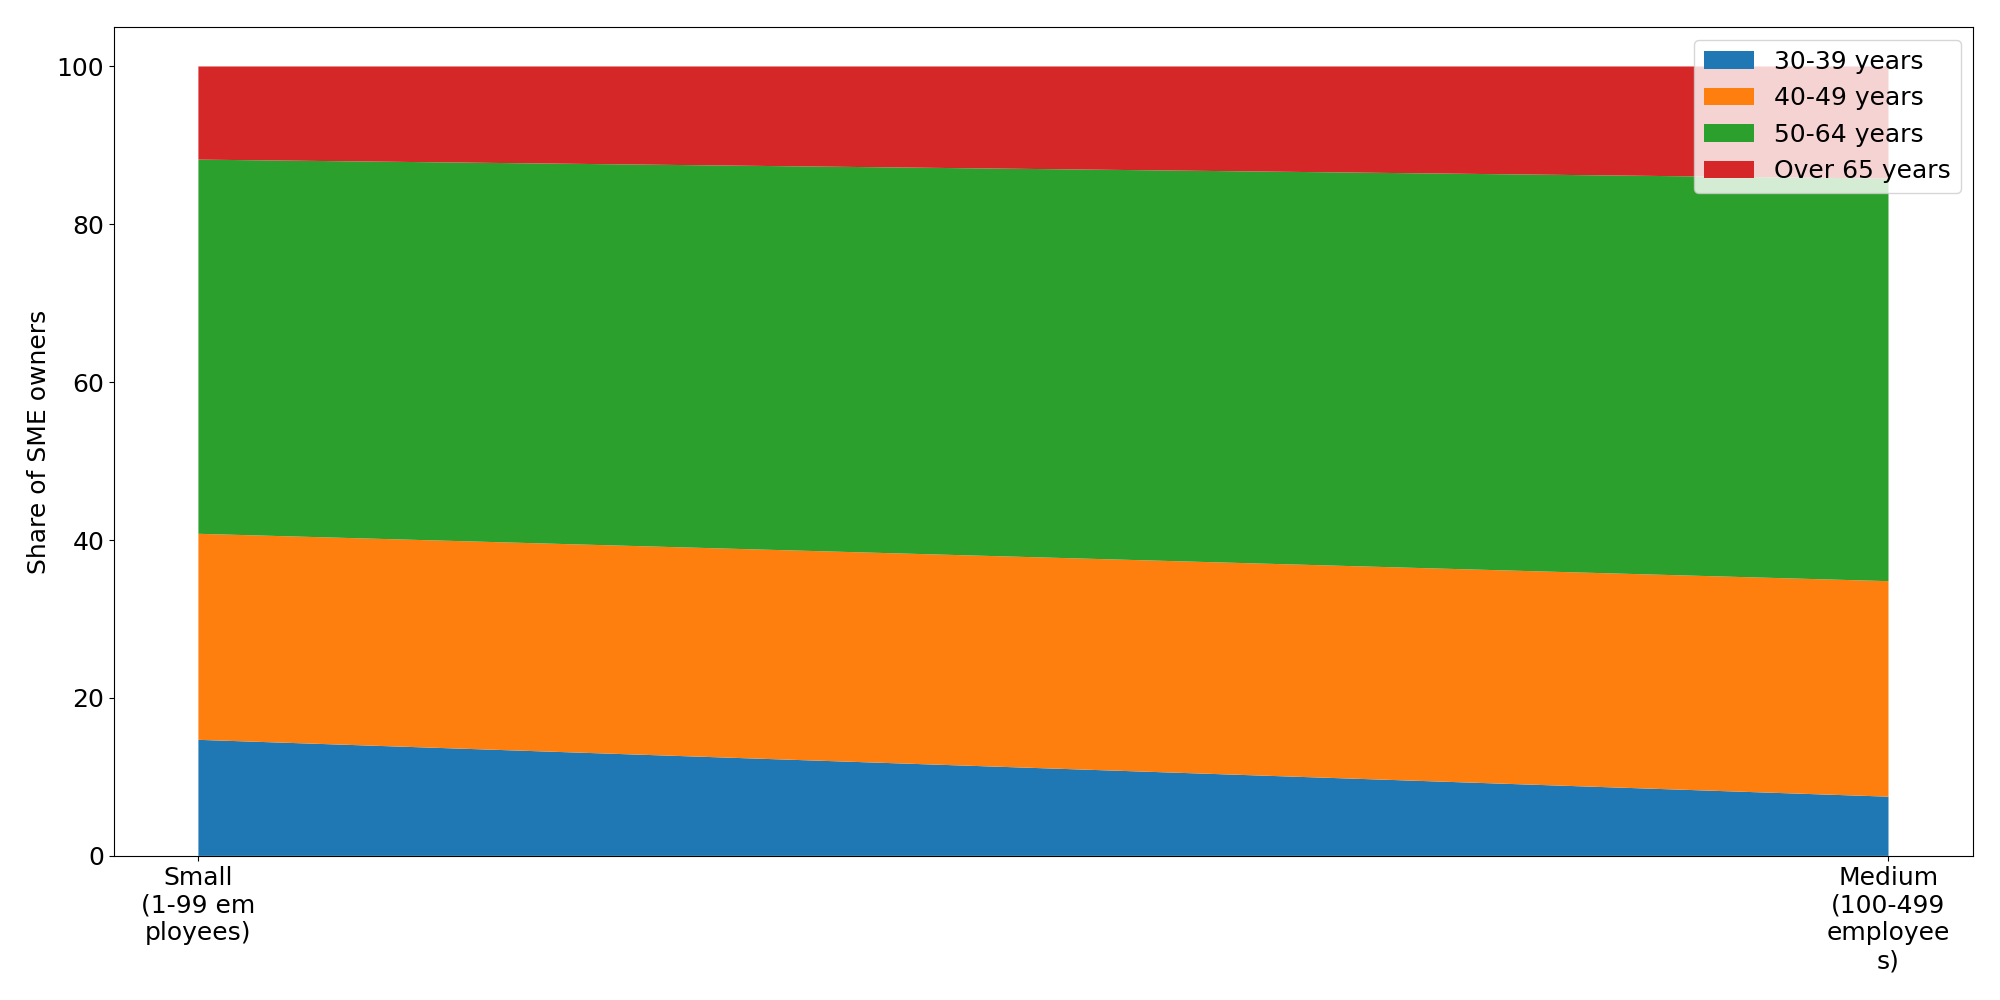 100
80
60
40
20
0
Share of SME owners
30-39 years
40-49 years
50-64 years
Over 65 years
Small
(1-99 em
ployees)
Medium
(100-499
employee
s)